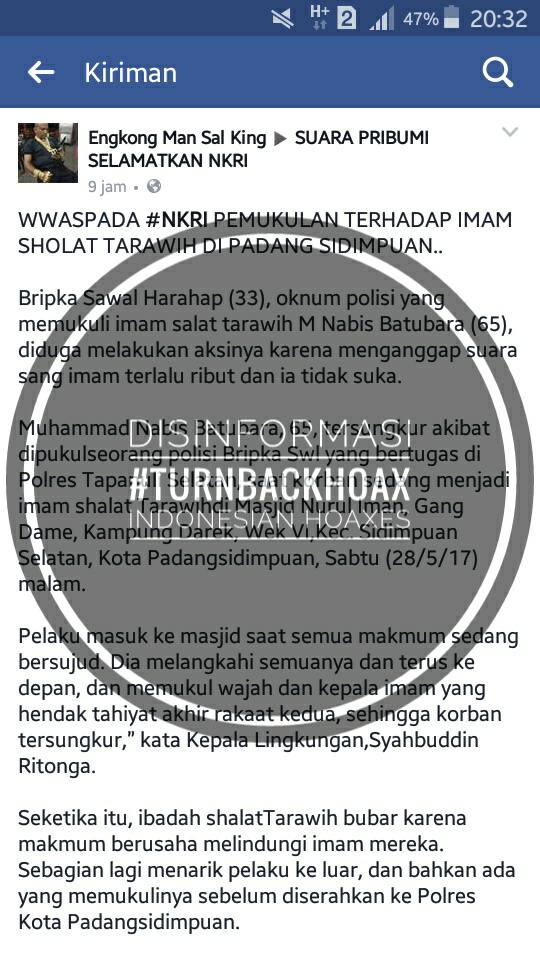 H+ 2 47% 20:32
Kiriman
Engkong Man Sal King ▶ SUARA PRIBUMI
SELAMATKAN NKRI
9 jam •
WWASPADA #NKRI PEMUKULAN TERHADAP IMAM
SHOLAT TARAWIH DI PADANG SIDIMPUAN..
Bripka Sawal Harahap (33), oknum polisi yang
memukuli imam salat tarawih M Nabis Batubara (65),
diduga melakukan aksinya karena menganggap suara
sang imam terlalu ribut dan ia tidak suka.
Muhammad Nabis Batubara, 65, tersungkur akibat
dipukulseorang polisi Bripka Swl yang bertugas di
Polres Tapanuli Selatan, saat korban sedang menjadi
imam shalat Tarawihdi Masjid Nurul Iman, Gang
Dame, Kampung Darek, Wek VI,Kec. Sidimpuan
Selatan, Kota Padangsidimpuan, Sabtu (28/5/17)
malam.
DISINFORMASI
#TURNBACKHOAX
INDONESIAN HOAXES
Pelaku masuk ke masjid saat semua makmum sedang
bersujud. Dia melangkahi semuanya dan terus ke
depan, dan memukul wajah dan kepala imam yang
hendak tahiyat akhir rakaat kedua, sehingga korban
tersungkur," kata Kepala Lingkungan,Syahbuddin
Ritonga.
Seketika itu, ibadah shalatTarawih bubar karena
makmum berusaha melindungi imam mereka.
Sebagian lagi menarik pelaku ke luar, dan bahkan ada
yang memukulinya sebelum diserahkan ke Polres
Kota Padangsidimpuan.